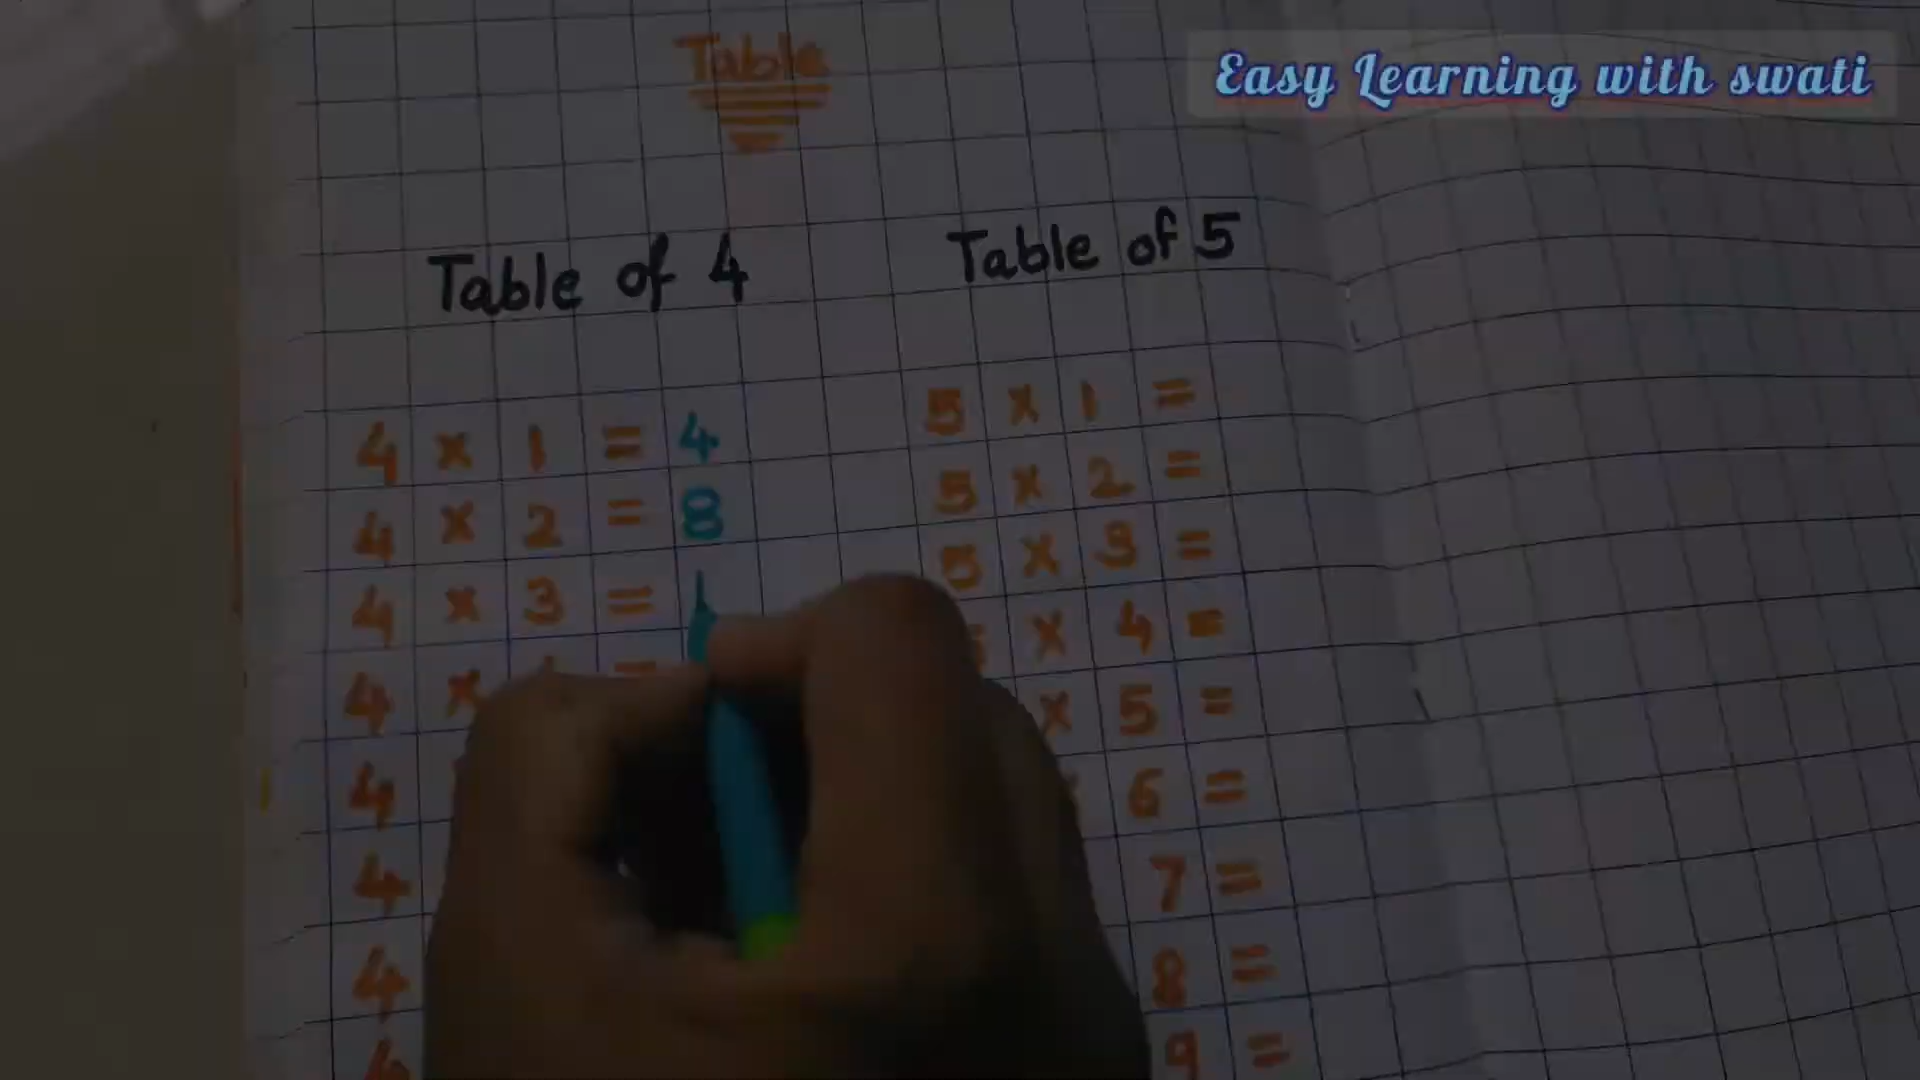 Easy Learning with swati
Table
Table of 4
4 × 1 = 4
4 × 2 = 8
4 × 3 = 1
4 × =
4
4
4
4
Table of 5
5 × 1 =
5 × 2 =
5 × 3 =
× 4 =
× 5 =
6 =
7 =
8 =
9 =